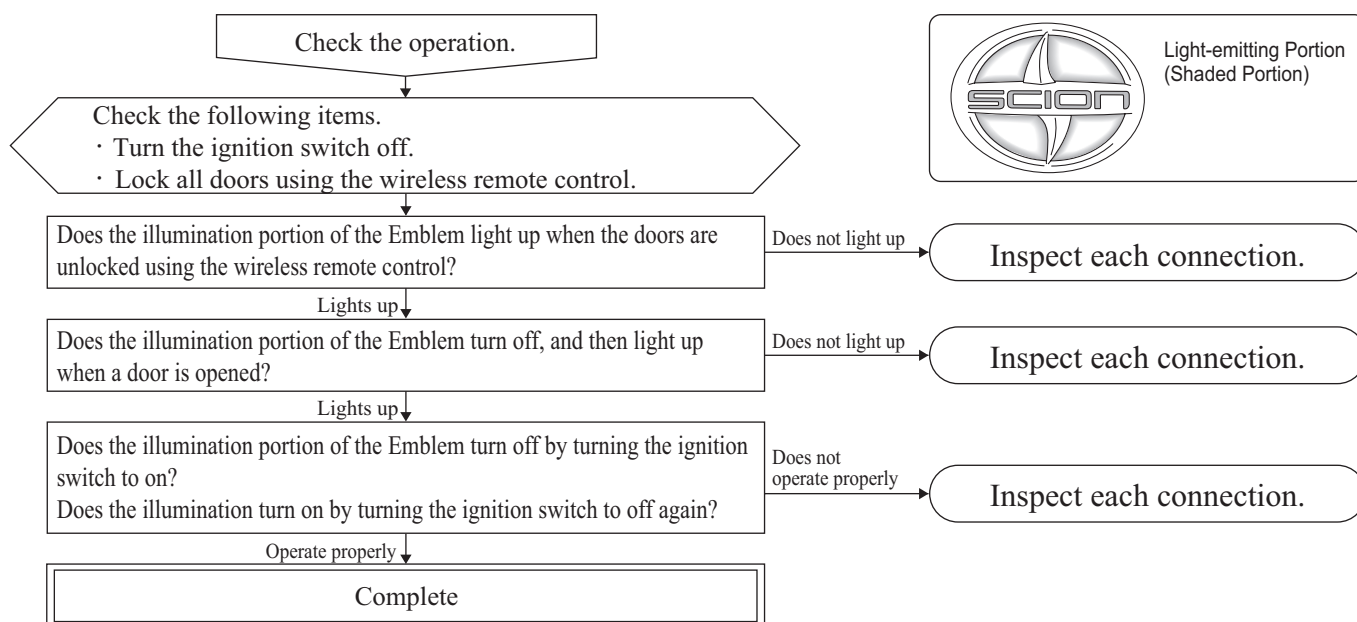 Check the operation.
Light-emitting Portion
(Shaded Portion)
SCION
Check the following items.
· Turn the ignition switch off.
· Lock all doors using the wireless remote control.
Does the illumination portion of the Emblem light up when the doors are
unlocked using the wireless remote control?
Does not light up
Inspect each connection.
Lights up
Does the illumination portion of the Emblem turn off, and then light up
when a door is opened?
Does not light up
Inspect each connection.
Lights up
Does the illumination portion of the Emblem turn off by turning the ignition
switch to on?
Does the illumination turn on by turning the ignition switch to off again?
Does not
operate properly
Inspect each connection.
Operate properly
Complete